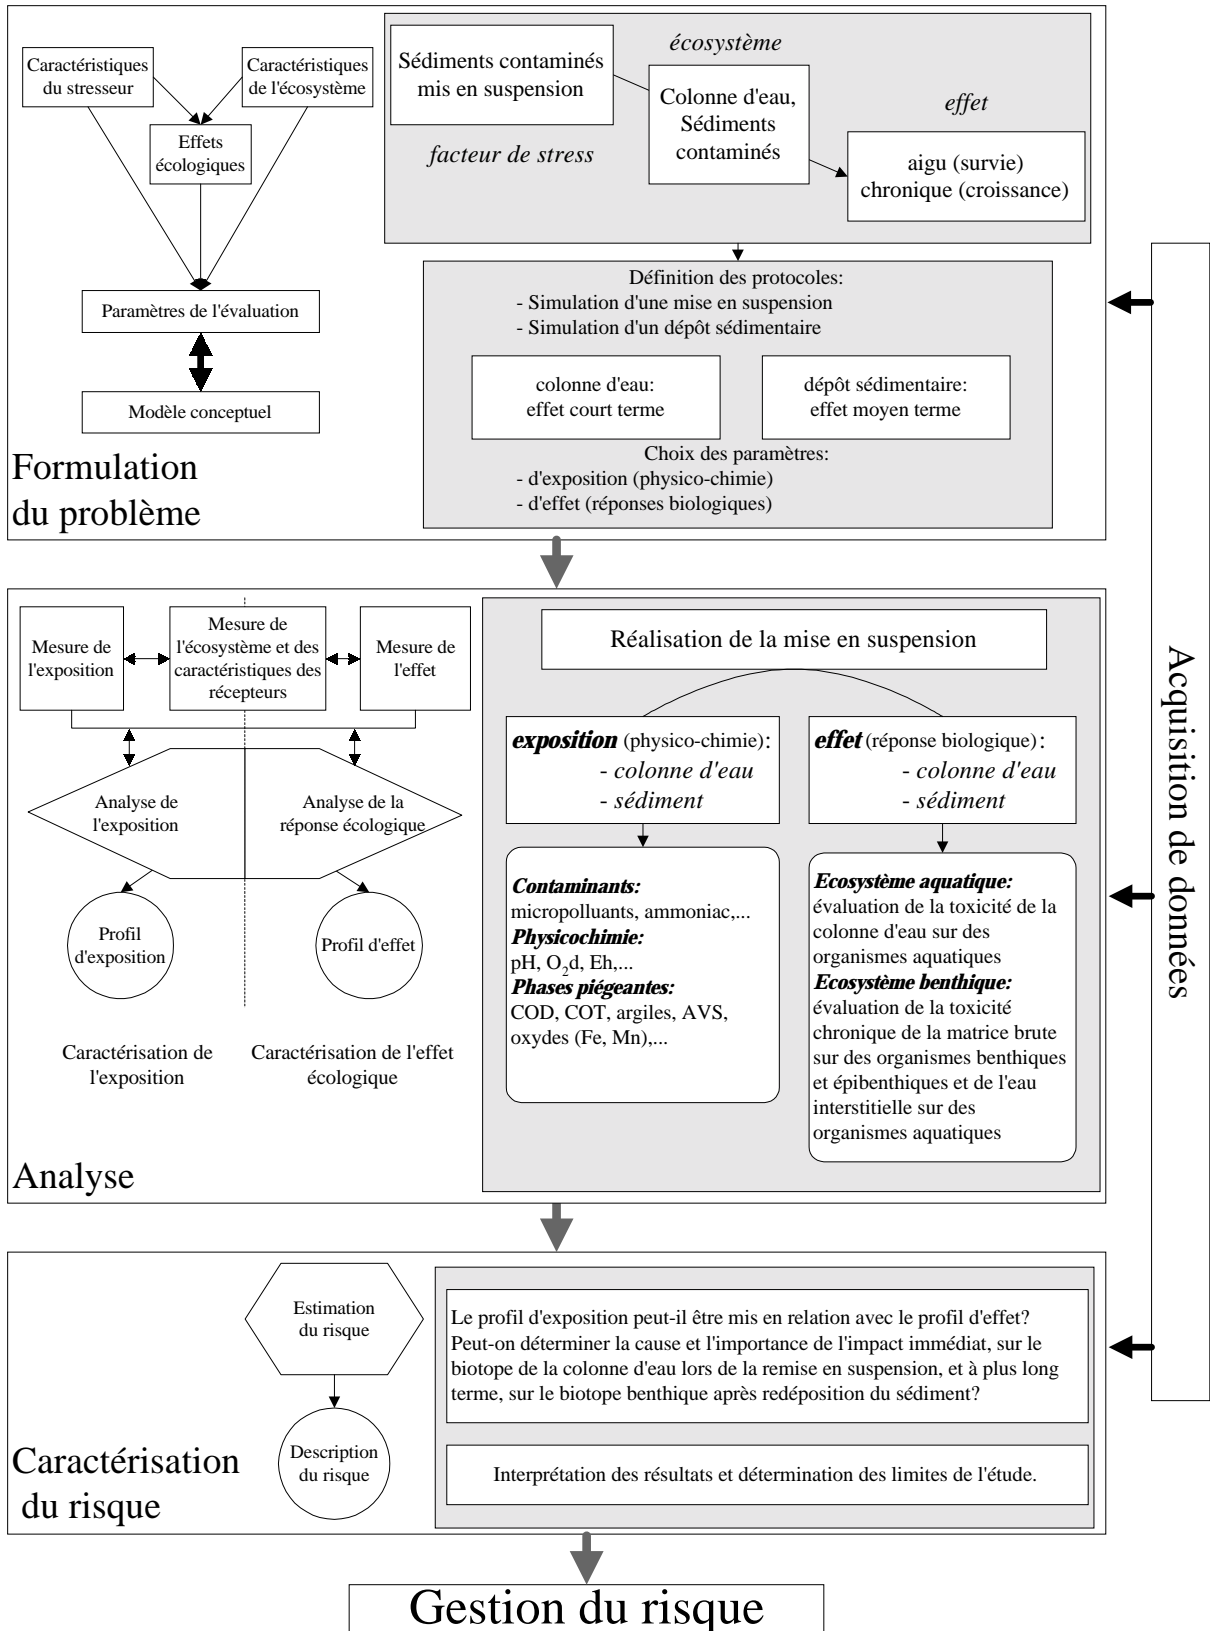 Caractéristiques
du stresseur
Caractéristiques
de l'écosystème
Effets
écologiques
Paramètres de l'évaluation
Modèle conceptuel
Formulation
du problème
Sédiments contaminés
mis en suspension
facteur de stress
écosystème
Colonne d'eau,
Sédiments
contaminés
effet
aigu (survie)
chronique (croissance)
Définition des protocoles:
- Simulation d'une mise en suspension
- Simulation d'un dépôt sédimentaire
colonne d'eau:
effet court terme
dépôt sédimentaire:
effet moyen terme
Choix des paramètres:
- d'exposition (physico-chimie)
- d'effet (réponses biologiques)
Acquisition de données
Mesure de
l'exposition
Mesure de
l'écosystème et des
caractéristiques des
récepteurs
Mesure de
l'effet
Analyse de
l'exposition
Analyse de la
réponse écologique
Profil
d'exposition
Profil d'effet
Caractérisation de
l'exposition
Caractérisation de l'effet
écologique
Analyse
Réalisation de la mise en suspension
exposition (physico-chimie):
- colonne d'eau
- sédiment
effet (réponse biologique):
- colonne d'eau
- sédiment
Contaminants:
micropolluants, ammoniac,...
Physicochimie:
pH, O2d, Eh,...
Phases piégeantes:
COD, COT, argiles, AVS,
oxydes (Fe, Mn),...
Ecosystème aquatique:
évaluation de la toxicité de la
colonne d'eau sur des
organismes aquatiques
Ecosystème benthique:
évaluation de la toxicité
chronique de la matrice brute
sur des organismes benthiques
et épibenthiques et de l'eau
interstitielle sur des
organismes aquatiques
Estimation
du risque
Description
du risque
Caractérisation
du risque
Le profil d'exposition peut-il être mis en relation avec le profil d'effet?
Peut-on déterminer la cause et l'importance de l'impact immédiat, sur le
biotope de la colonne d'eau lors de la remise en suspension, et à plus long
terme, sur le biotope benthique après redéposition du sédiment?
Interprétation des résultats et détermination des limites de l'étude.
Gestion du risque